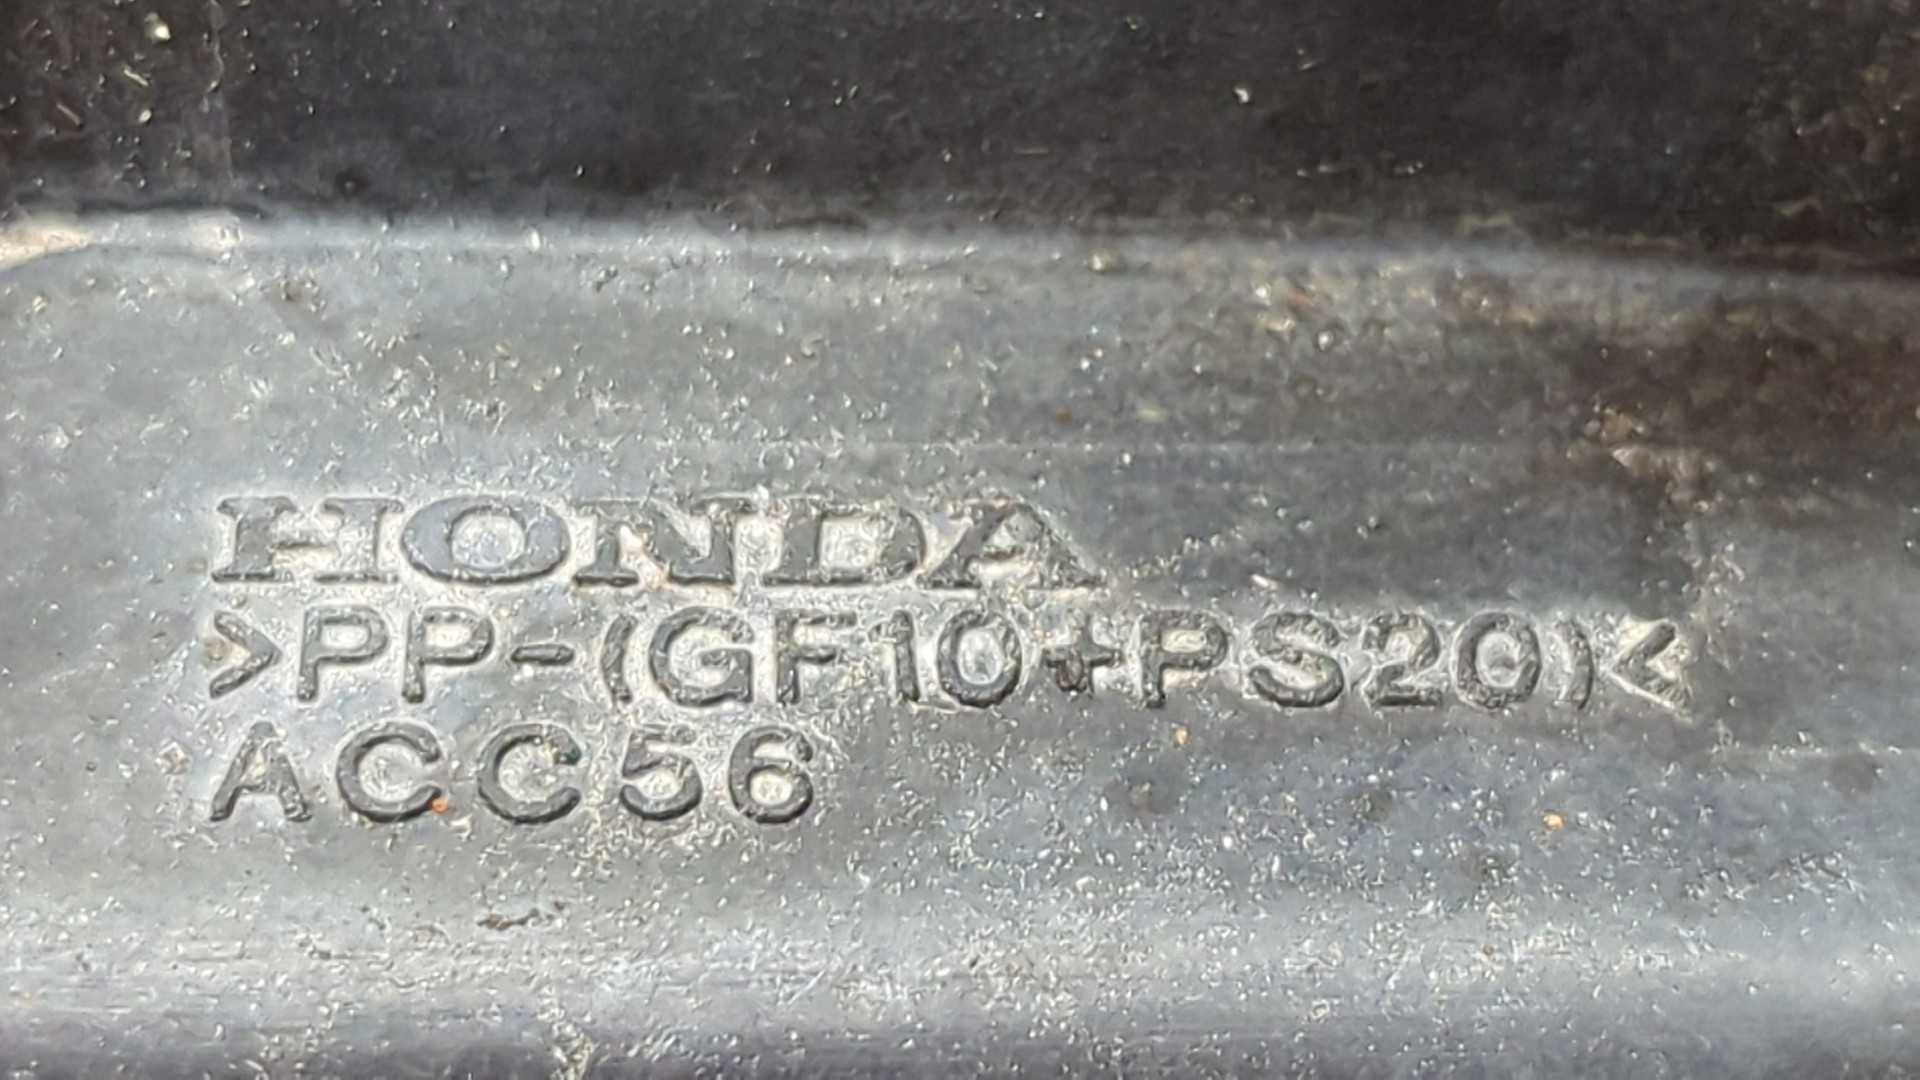 HONDA
>PP-(GF10+PS20)<
ACC56